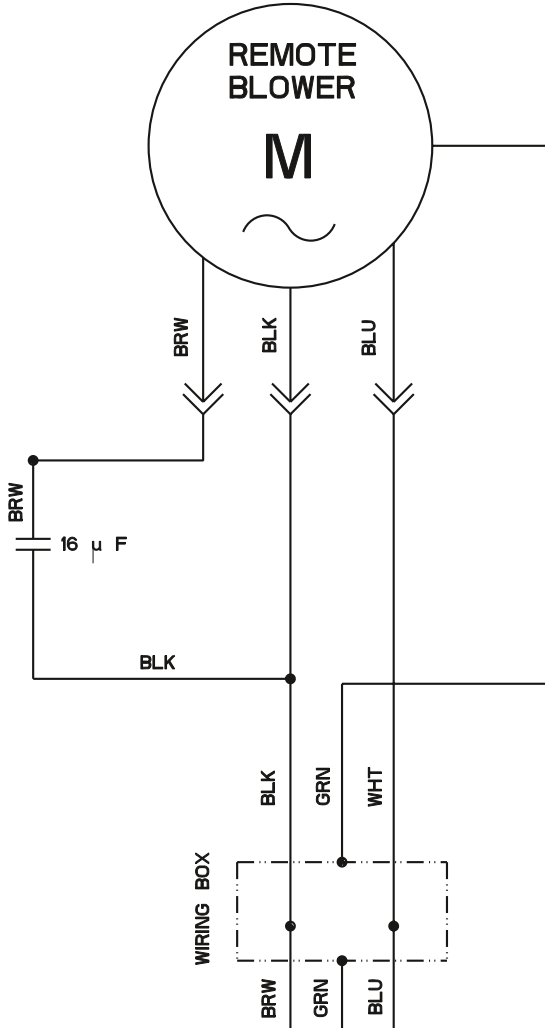 REMOTE
BLOWER
M
BRW
BLK
BLU
BRW
16 µ F
BLK
BLK
GRN
WHT
WIRING BOX
BRW
GRN
BLU